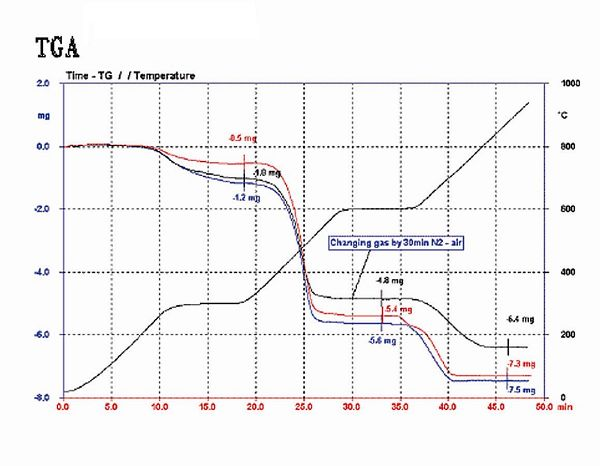 TGA
Time - TG / / Temperature
2.0
1000
mg
°C
-0.5 mg
0.0
800
-1.0 mg
-1.2 mg
-2.0
600
Changing gas by 30min N2 - air
-4.0
400
-4.8 mg
-5.4 mg
-6.4 mg
-6.0
200
-5.6 mg
-7.3 mg
-7.5 mg
-8.0
0
0.0 5.0 10.0 15.0 20.0 25.0 30.0 35.0 40.0 45.0 50.0 min